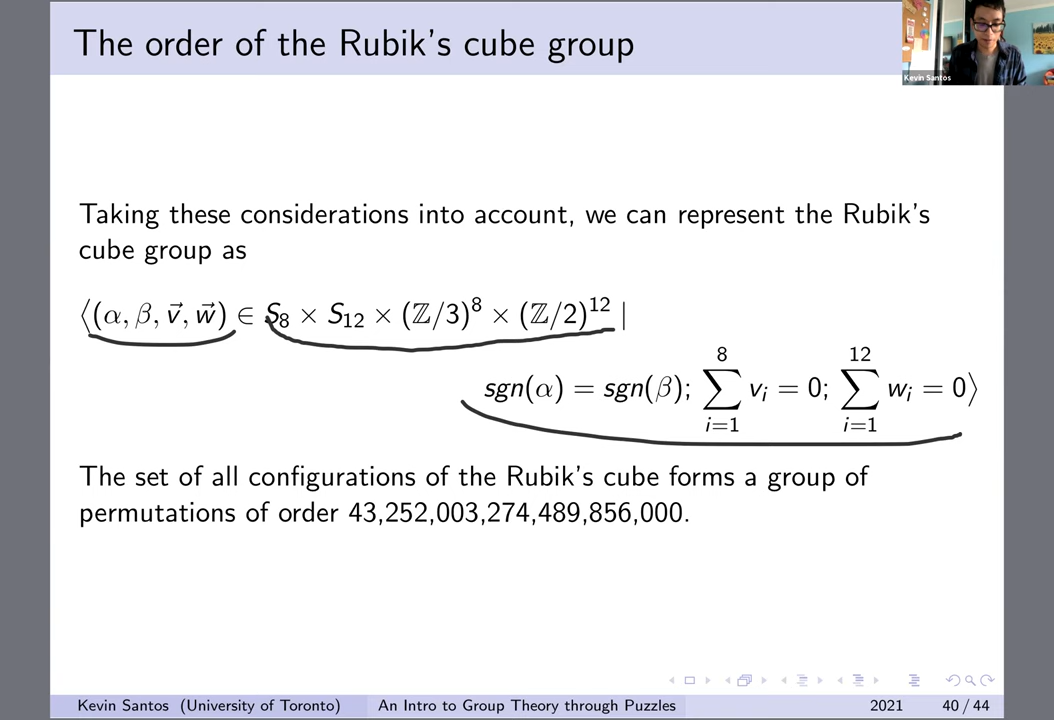 The order of the Rubik's cube group
Kevin Santos
Taking these considerations into account, we can represent the Rubik's
cube group as
⟨(α, β, v⃗, w⃗) ∈ S₈ × S₁₂ × (ℤ/3)⁸ × (ℤ/2)¹² |
sgn(α) = sgn(β); ∑_{i=1}^{8} vᵢ = 0; ∑_{i=1}^{12} wᵢ = 0⟩
The set of all configurations of the Rubik's cube forms a group of
permutations of order 43,252,003,274,489,856,000.
Kevin Santos (University of Toronto) An Intro to Group Theory through Puzzles 2021 40 / 44